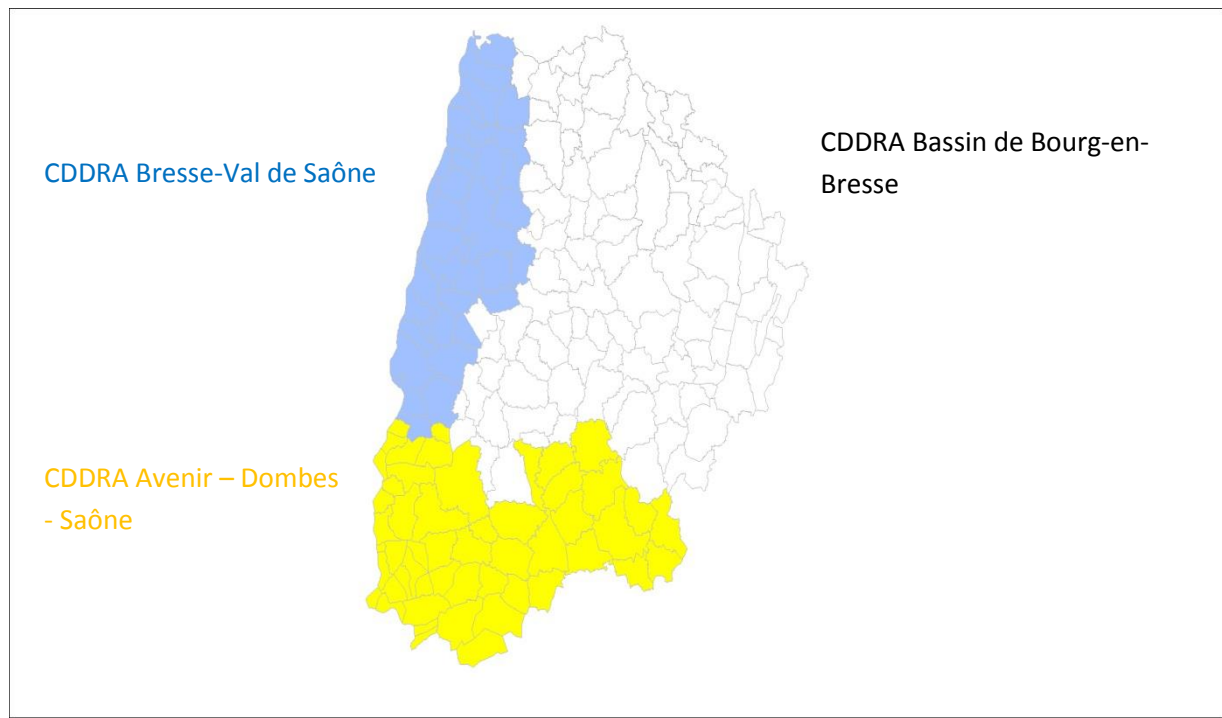 CDDRA Bresse-Val de Saône
CDDRA Bassin de Bourg-en-
Bresse
CDDRA Avenir – Dombes
- Saône